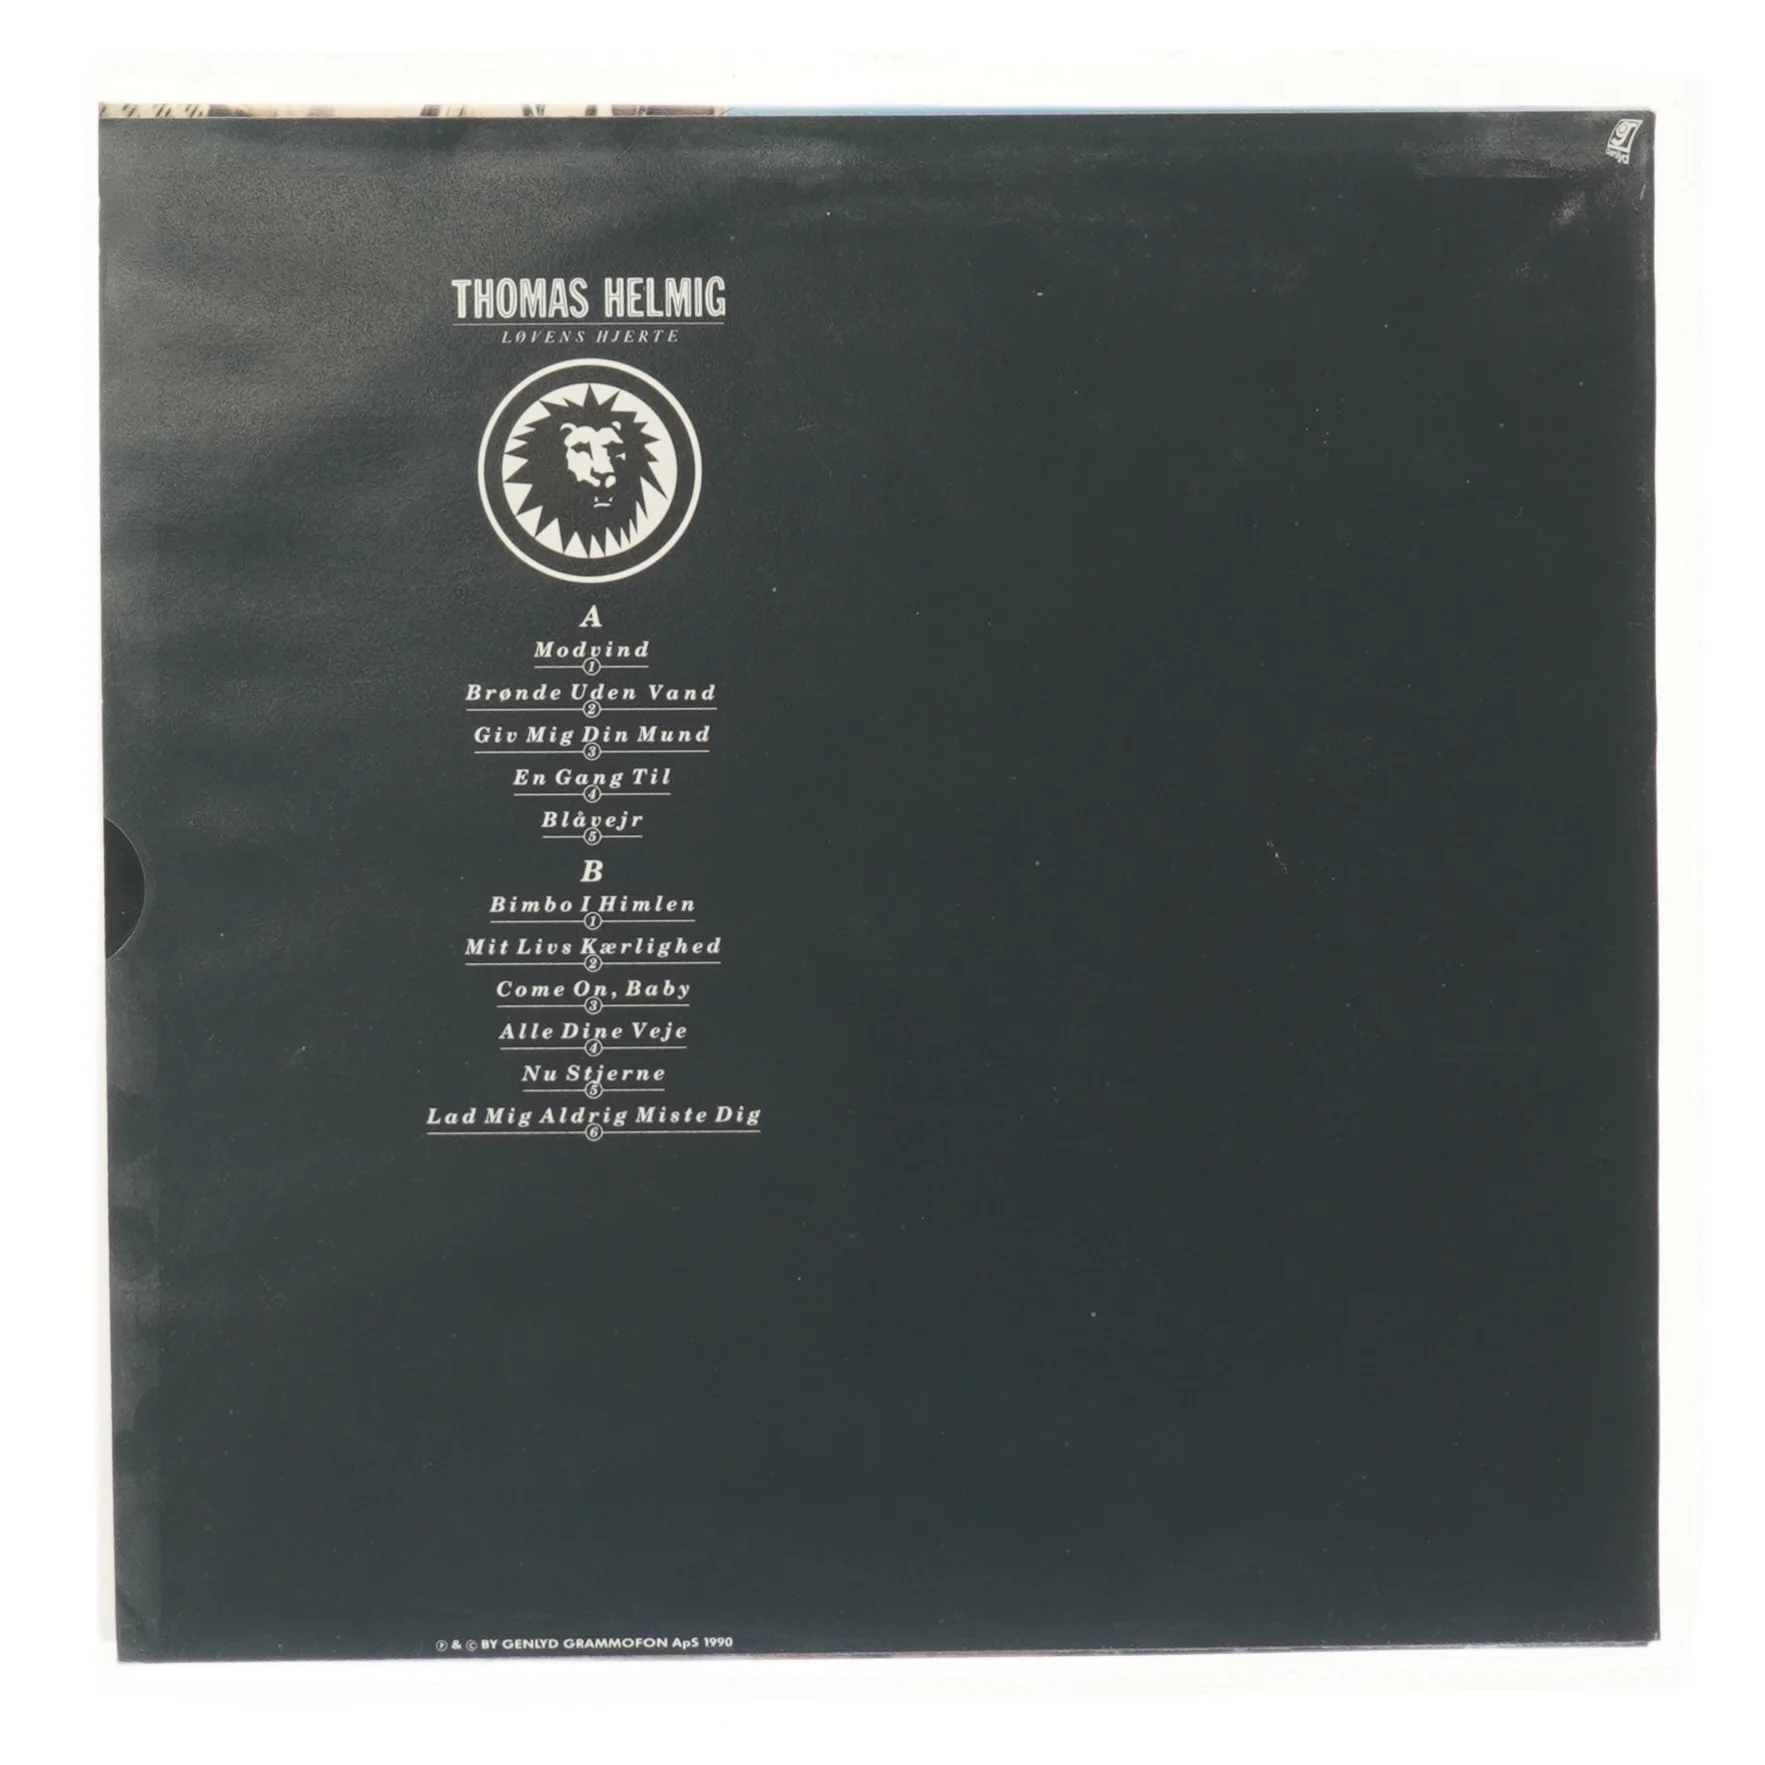 Genlyd
THOMAS HELMIG
LØVENS HJERTE
A
Modvind
1
Brønde Uden Vand
2
Giv Mig Din Mund
3
En Gang Til
4
Blåvejr
5
B
Bimbo I Himlen
1
Mit Livs Kærlighed
2
Come On, Baby
3
Alle Dine Veje
4
Nu Stjerne
5
Lad Mig Aldrig Miste Dig
6
℗ & © BY GENLYD GRAMMOFON ApS 1990